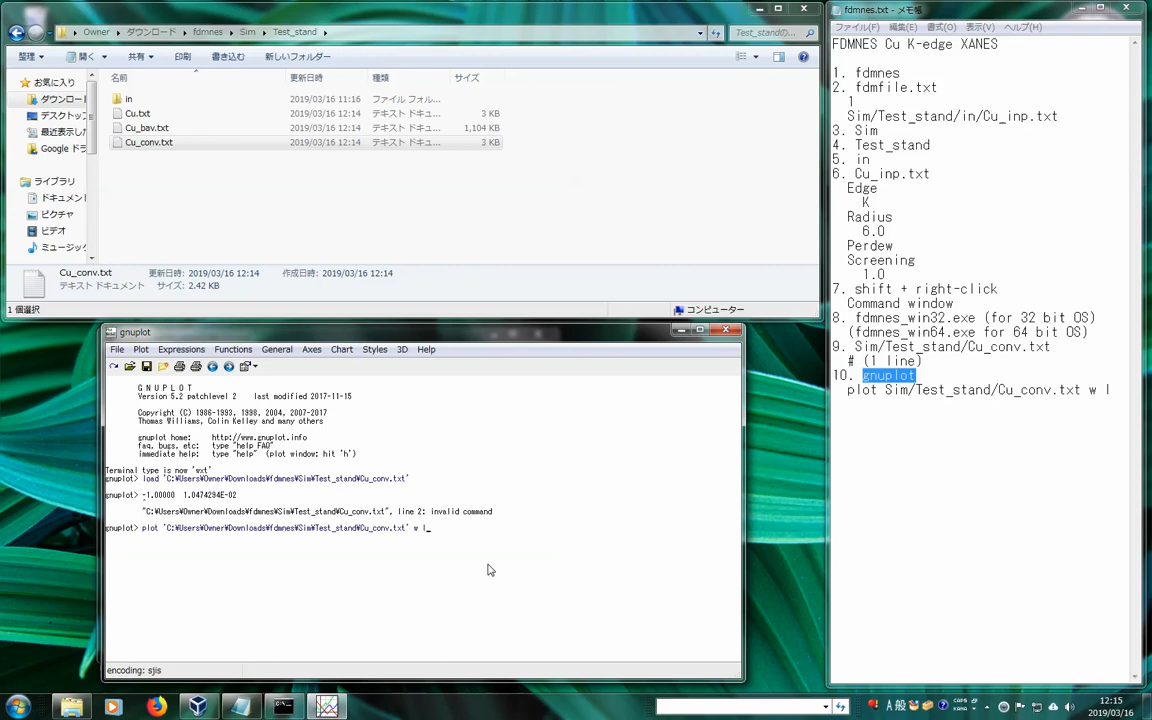 Owner ▸ ダウンロード ▸ fdmnes ▸ Sim ▸ Test_stand ▸
Test_standの...
整理 ▼ 開く ▼ 共有 ▼ 印刷 書き込む 新しいフォルダー
名前 更新日時 種類 サイズ
お気に入り
ダウンロー
デスクトッ
最近表示した
Google ドラ
ライブラリ
ドキュメント
ピクチャ
ビデオ
ミュージッ
in 2019/03/16 11:16 ファイル フォル...
Cu.txt 2019/03/16 12:14 テキスト ドキュ... 3 KB
Cu_bav.txt 2019/03/16 12:14 テキスト ドキュ... 1,104 KB
Cu_conv.txt 2019/03/16 12:14 テキスト ドキュ... 3 KB
Cu_conv.txt 更新日時: 2019/03/16 12:14 作成日時: 2019/03/16 12:14
テキスト ドキュメント サイズ: 2.42 KB
1 個選択 コンピューター
gnuplot
File Plot Expressions Functions General Axes Chart Styles 3D Help
G N U P L O T
Version 5.2 patchlevel 2 last modified 2017-11-15
Copyright (C) 1986-1993, 1998, 2004, 2007-2017
Thomas Williams, Colin Kelley and many others
gnuplot home: http://www.gnuplot.info
faq, bugs, etc: type "help FAQ"
immediate help: type "help" (plot window: hit 'h')
Terminal type is now 'wxt'
gnuplot> load 'C:¥Users¥Owner¥Downloads¥fdmnes¥Sim¥Test_stand¥Cu_conv.txt'
gnuplot> -1.00000 1.0474294E-02
"C:¥Users¥Owner¥Downloads¥fdmnes¥Sim¥Test_stand¥Cu_conv.txt", line 2: invalid command
gnuplot> plot 'C:¥Users¥Owner¥Downloads¥fdmnes¥Sim¥Test_stand¥Cu_conv.txt' w l_
encoding: sjis
fdmnes.txt - メモ帳
ファイル(F) 編集(E) 書式(O) 表示(V) ヘルプ(H)
FDMNES Cu K-edge XANES
1. fdmnes
2. fdmfile.txt
1
Sim/Test_stand/in/Cu_inp.txt
3. Sim
4. Test_stand
5. in
6. Cu_inp.txt
Edge
K
Radius
6.0
Perdew
Screening
1.0
7. shift + right-click
Command window
8. fdmnes_win32.exe (for 32 bit OS)
(fdmnes_win64.exe for 64 bit OS)
9. Sim/Test_stand/Cu_conv.txt
# (1 line)
10. gnuplot
plot Sim/Test_stand/Cu_conv.txt w l
A 般 CAPS KANA
12:15
2019/03/16